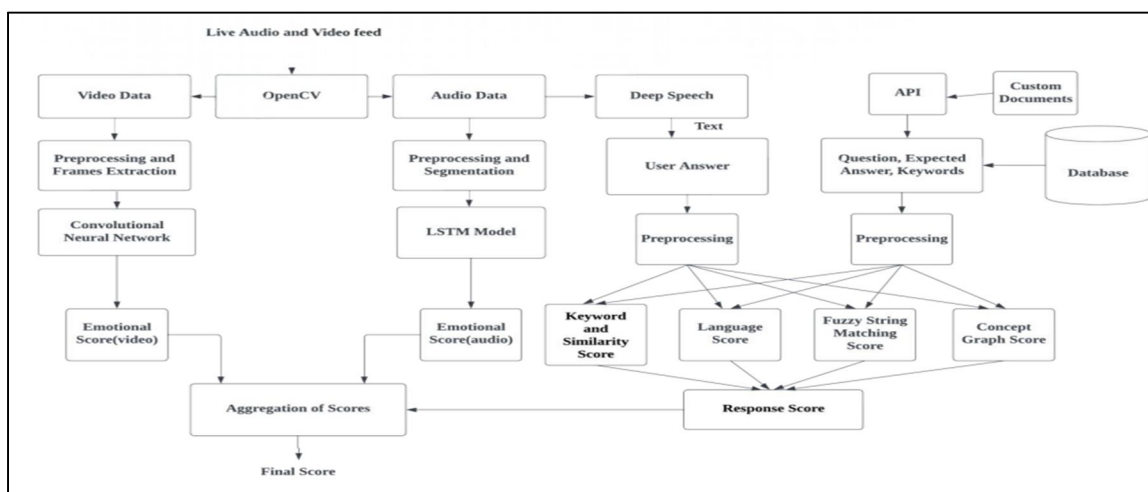 Live Audio and Video feed
Video Data
OpenCV
Audio Data
Deep Speech
API
Custom
Documents
Text
Preprocessing and
Frames Extraction
Preprocessing and
Segmentation
User Answer
Question, Expected
Answer, Keywords
Database
Convolutional
Neural Network
LSTM Model
Preprocessing
Preprocessing
Emotional
Score(video)
Emotional
Score(audio)
Keyword
and
Similarity
Score
Language
Score
Fuzzy String
Matching
Score
Concept
Graph Score
Aggregation of Scores
Response Score
Final Score